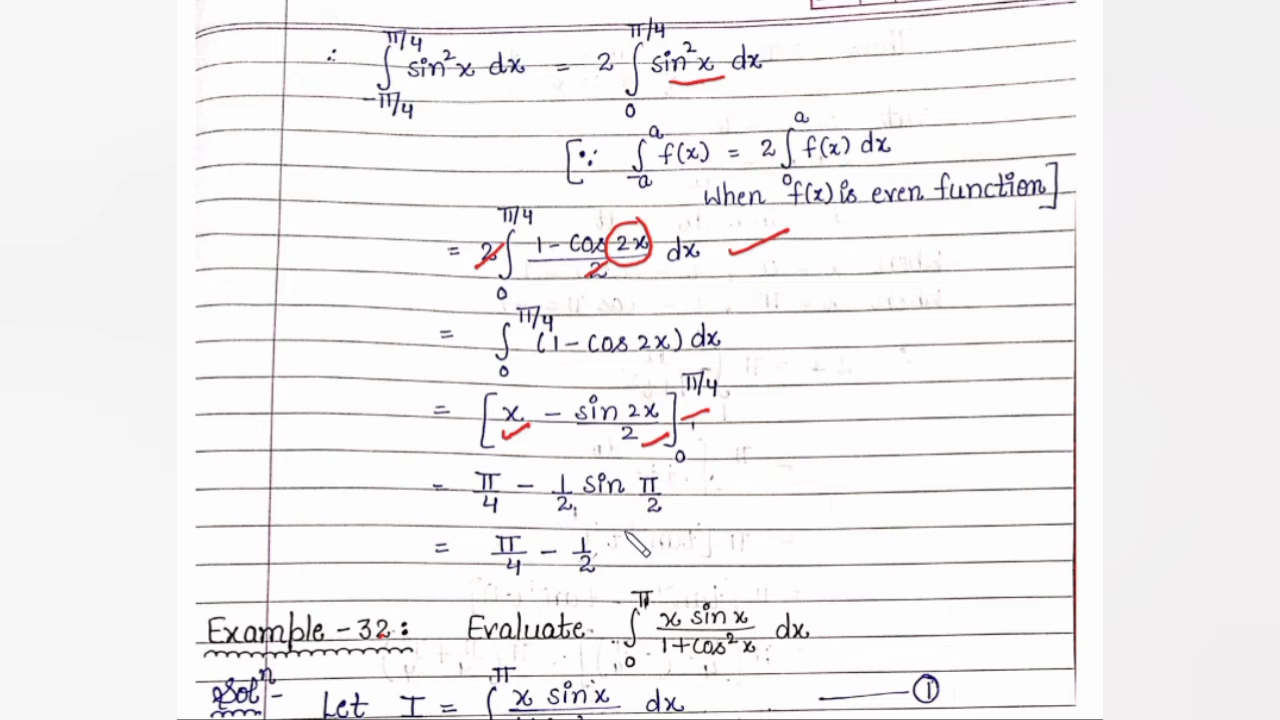 ∴ ∫_{-π/4}^{π/4} sin²x dx = 2 ∫_0^{π/4} sin²x dx
[∵ ∫_{-a}^{a} f(x) = 2∫_0^{a} f(x) dx
when f(x) is even function]
= 2∫_0^{π/4} (1 - cos 2x)/2 dx
= ∫_0^{π/4} (1 - cos 2x) dx
= [x - sin 2x/2]_0^{π/4}
= π/4 - 1/2 sin π/2
= π/4 - 1/2
Example - 32: Evaluate ∫_0^{π} x sin x/(1+cos²x) dx
Solⁿ - Let I = ∫^{π} x sin x dx ①